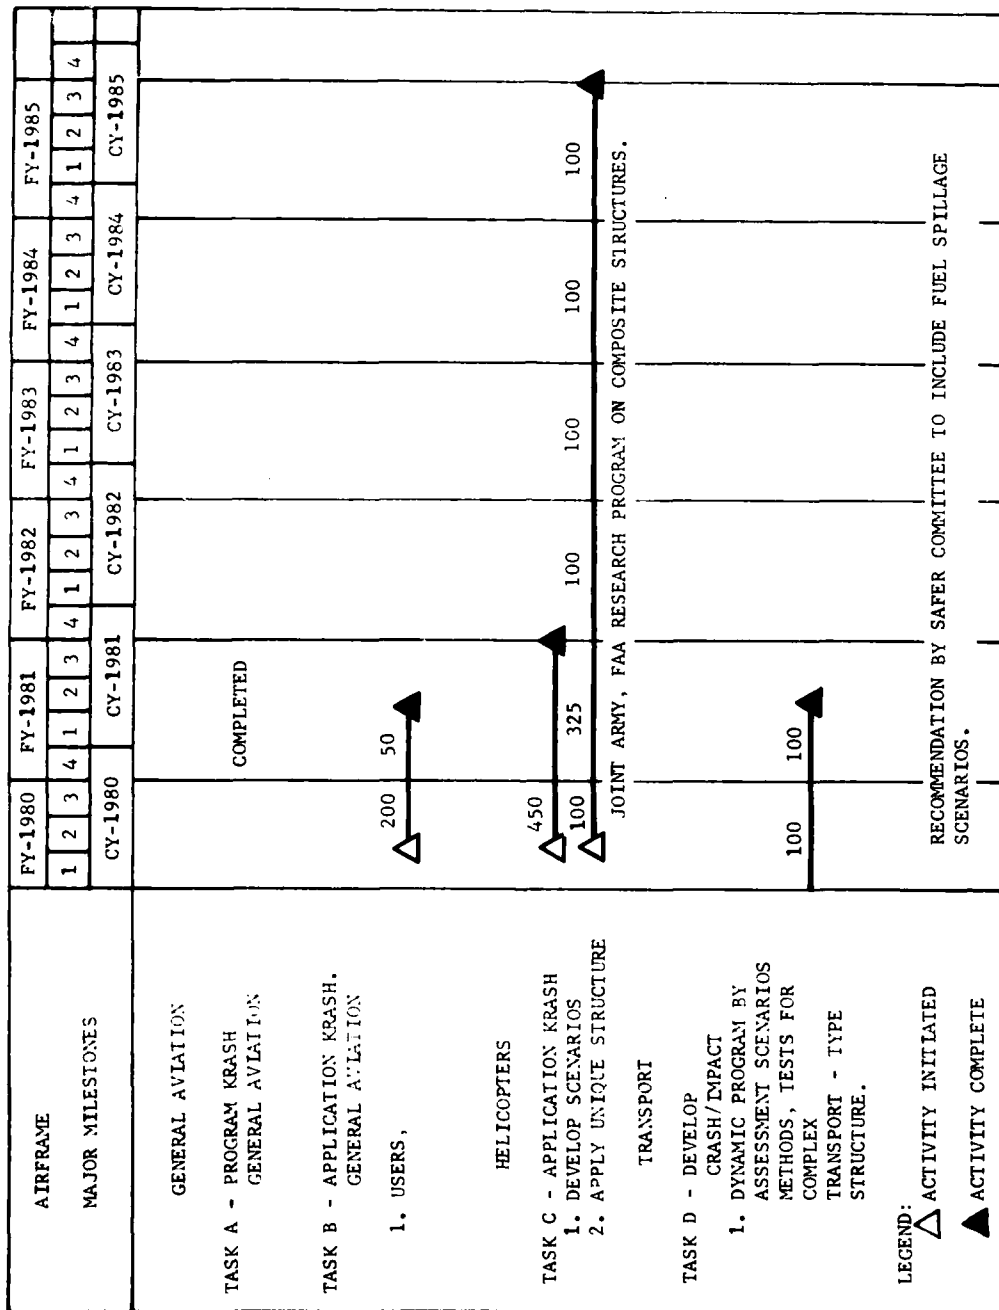 AIRFRAME
MAJOR MILESTONES
FY-1980 FY-1981 FY-1982 FY-1983 FY-1984 FY-1985
1 2 3 4 1 2 3 4 1 2 3 4 1 2 3 4 1 2 3 4 1 2 3 4
CY-1980 CY-1981 CY-1982 CY-1983 CY-1984 CY-1985
GENERAL AVIATION
TASK A - PROGRAM KRASH
GENERAL AVIATION
COMPLETED
TASK B - APPLICATION KRASH.
GENERAL AVIATION
1. USERS,
200 50
HELICOPTERS
TASK C - APPLICATION KRASH
1. DEVELOP SCENARIOS
450
2. APPLY UNIQUE STRUCTURE
100 325 100 100 100 100
JOINT ARMY, FAA RESEARCH PROGRAM ON COMPOSITE STRUCTURES.
TRANSPORT
TASK D - DEVELOP
CRASH/IMPACT
1. DYNAMIC PROGRAM BY
ASSESSMENT SCENARIOS
METHODS, TESTS FOR
COMPLEX
TRANSPORT - TYPE
STRUCTURE.
100 100
RECOMMENDATION BY SAFER COMMITTEE TO INCLUDE FUEL SPILLAGE
SCENARIOS.
LEGEND:
ACTIVITY INITLATED
ACTIVITY COMPLETE